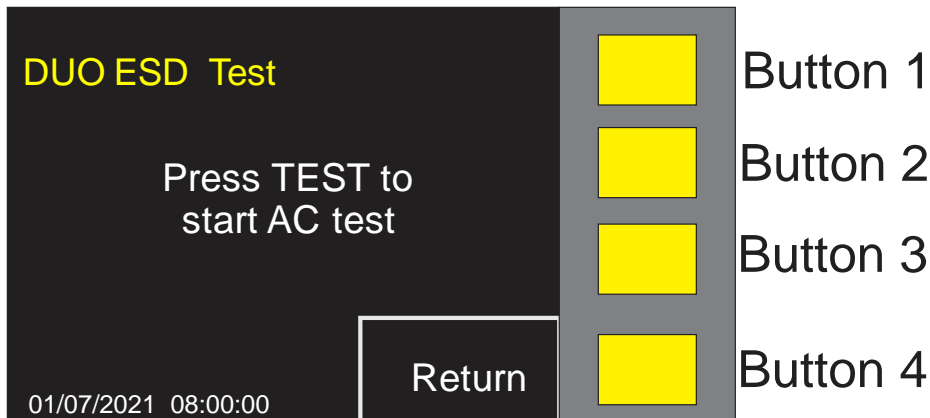 DUO ESD Test
Button 1
Press TEST to
start AC test
Button 2
Button 3
Return
Button 4
01/07/2021 08:00:00